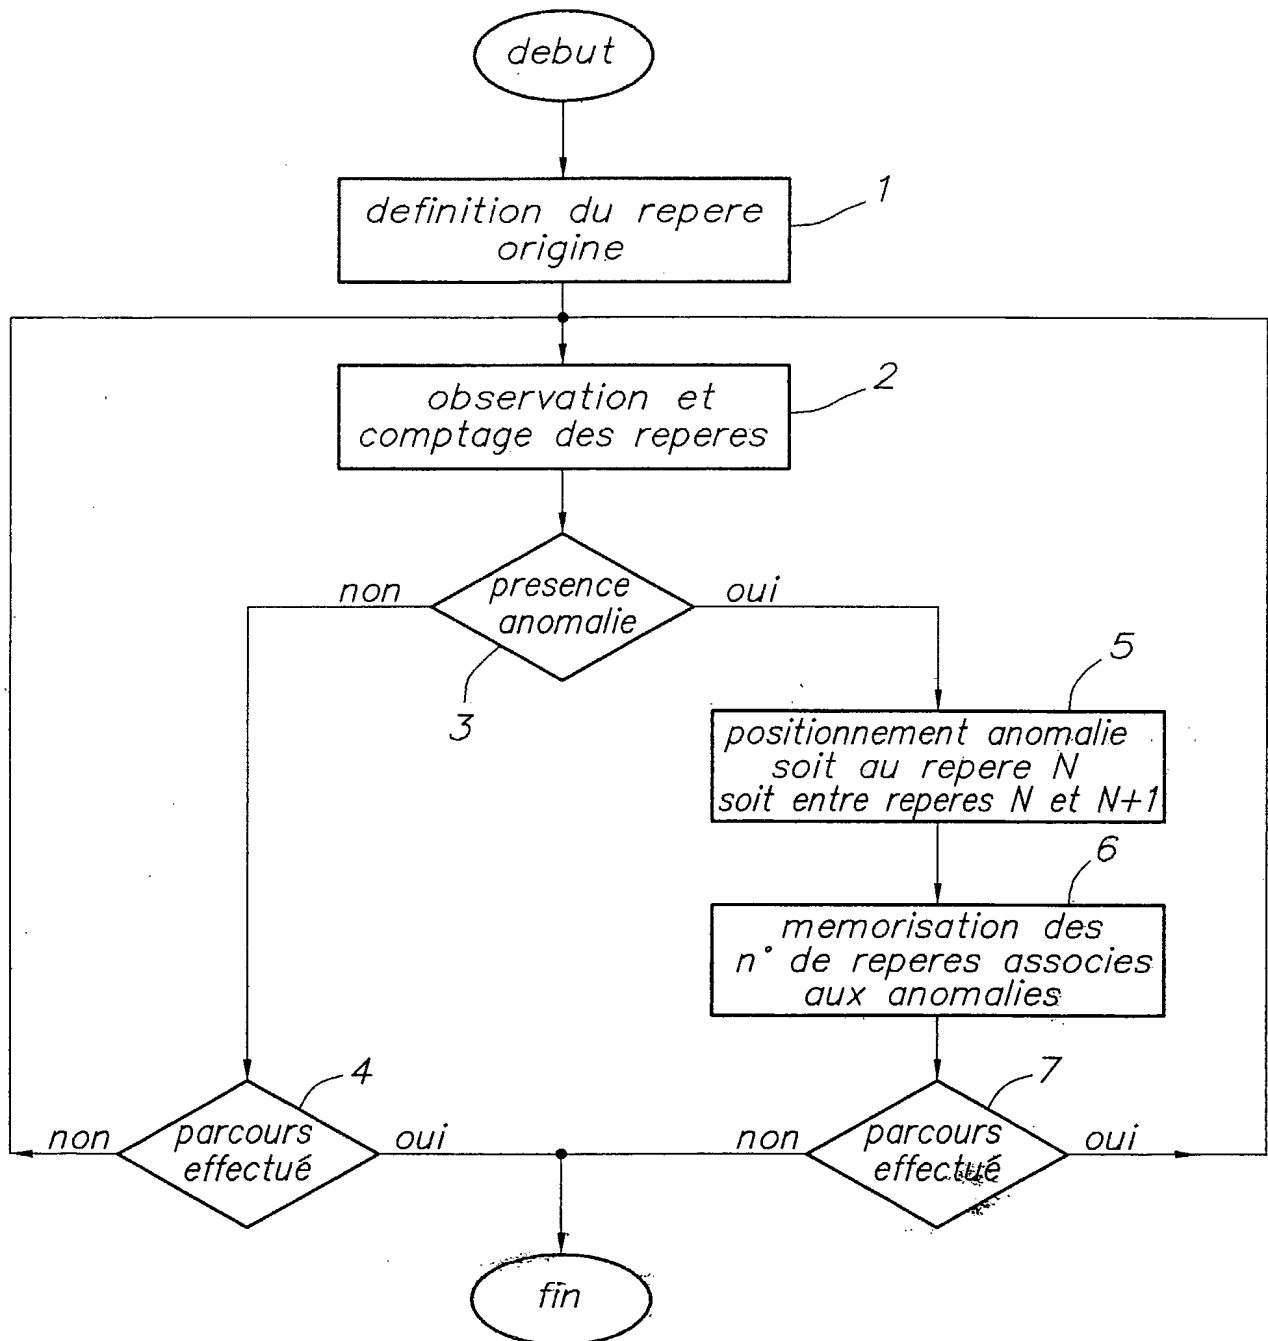 debut
definition du repere
origine
1
observation et
comptage des reperes
2
non
presence
anomalie
oui
3
5
positionnement anomalie
soit au repere N
soit entre reperes N et N+1
6
memorisation des
n° de reperes associes
aux anomalies
4
7
non
parcours
effectué
oui
non
parcours
effectué
oui
fin